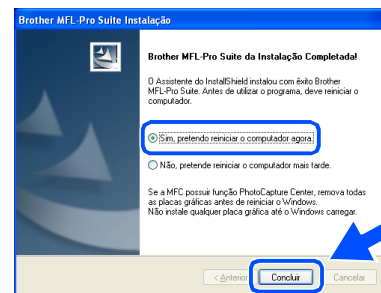 Brother MFL-Pro Suite Instalação
Brother MFL-Pro Suite da Instalação Completada!
O Assistente do InstallShield instalou com êxito Brother
MFL-Pro Suite. Antes de utilizar o programa, deve reiniciar o
computador.
Sim, pretendo reiniciar o computador agora.
Não, pretende reiniciar o computador mais tarde.
Se a MFC possuir função PhotoCapture Center, remova todas
as placas gráficas antes de reiniciar o Windows.
Não instale qualquer placa gráfica até o Windows carregar.
< Anterior Concluir Cancelar